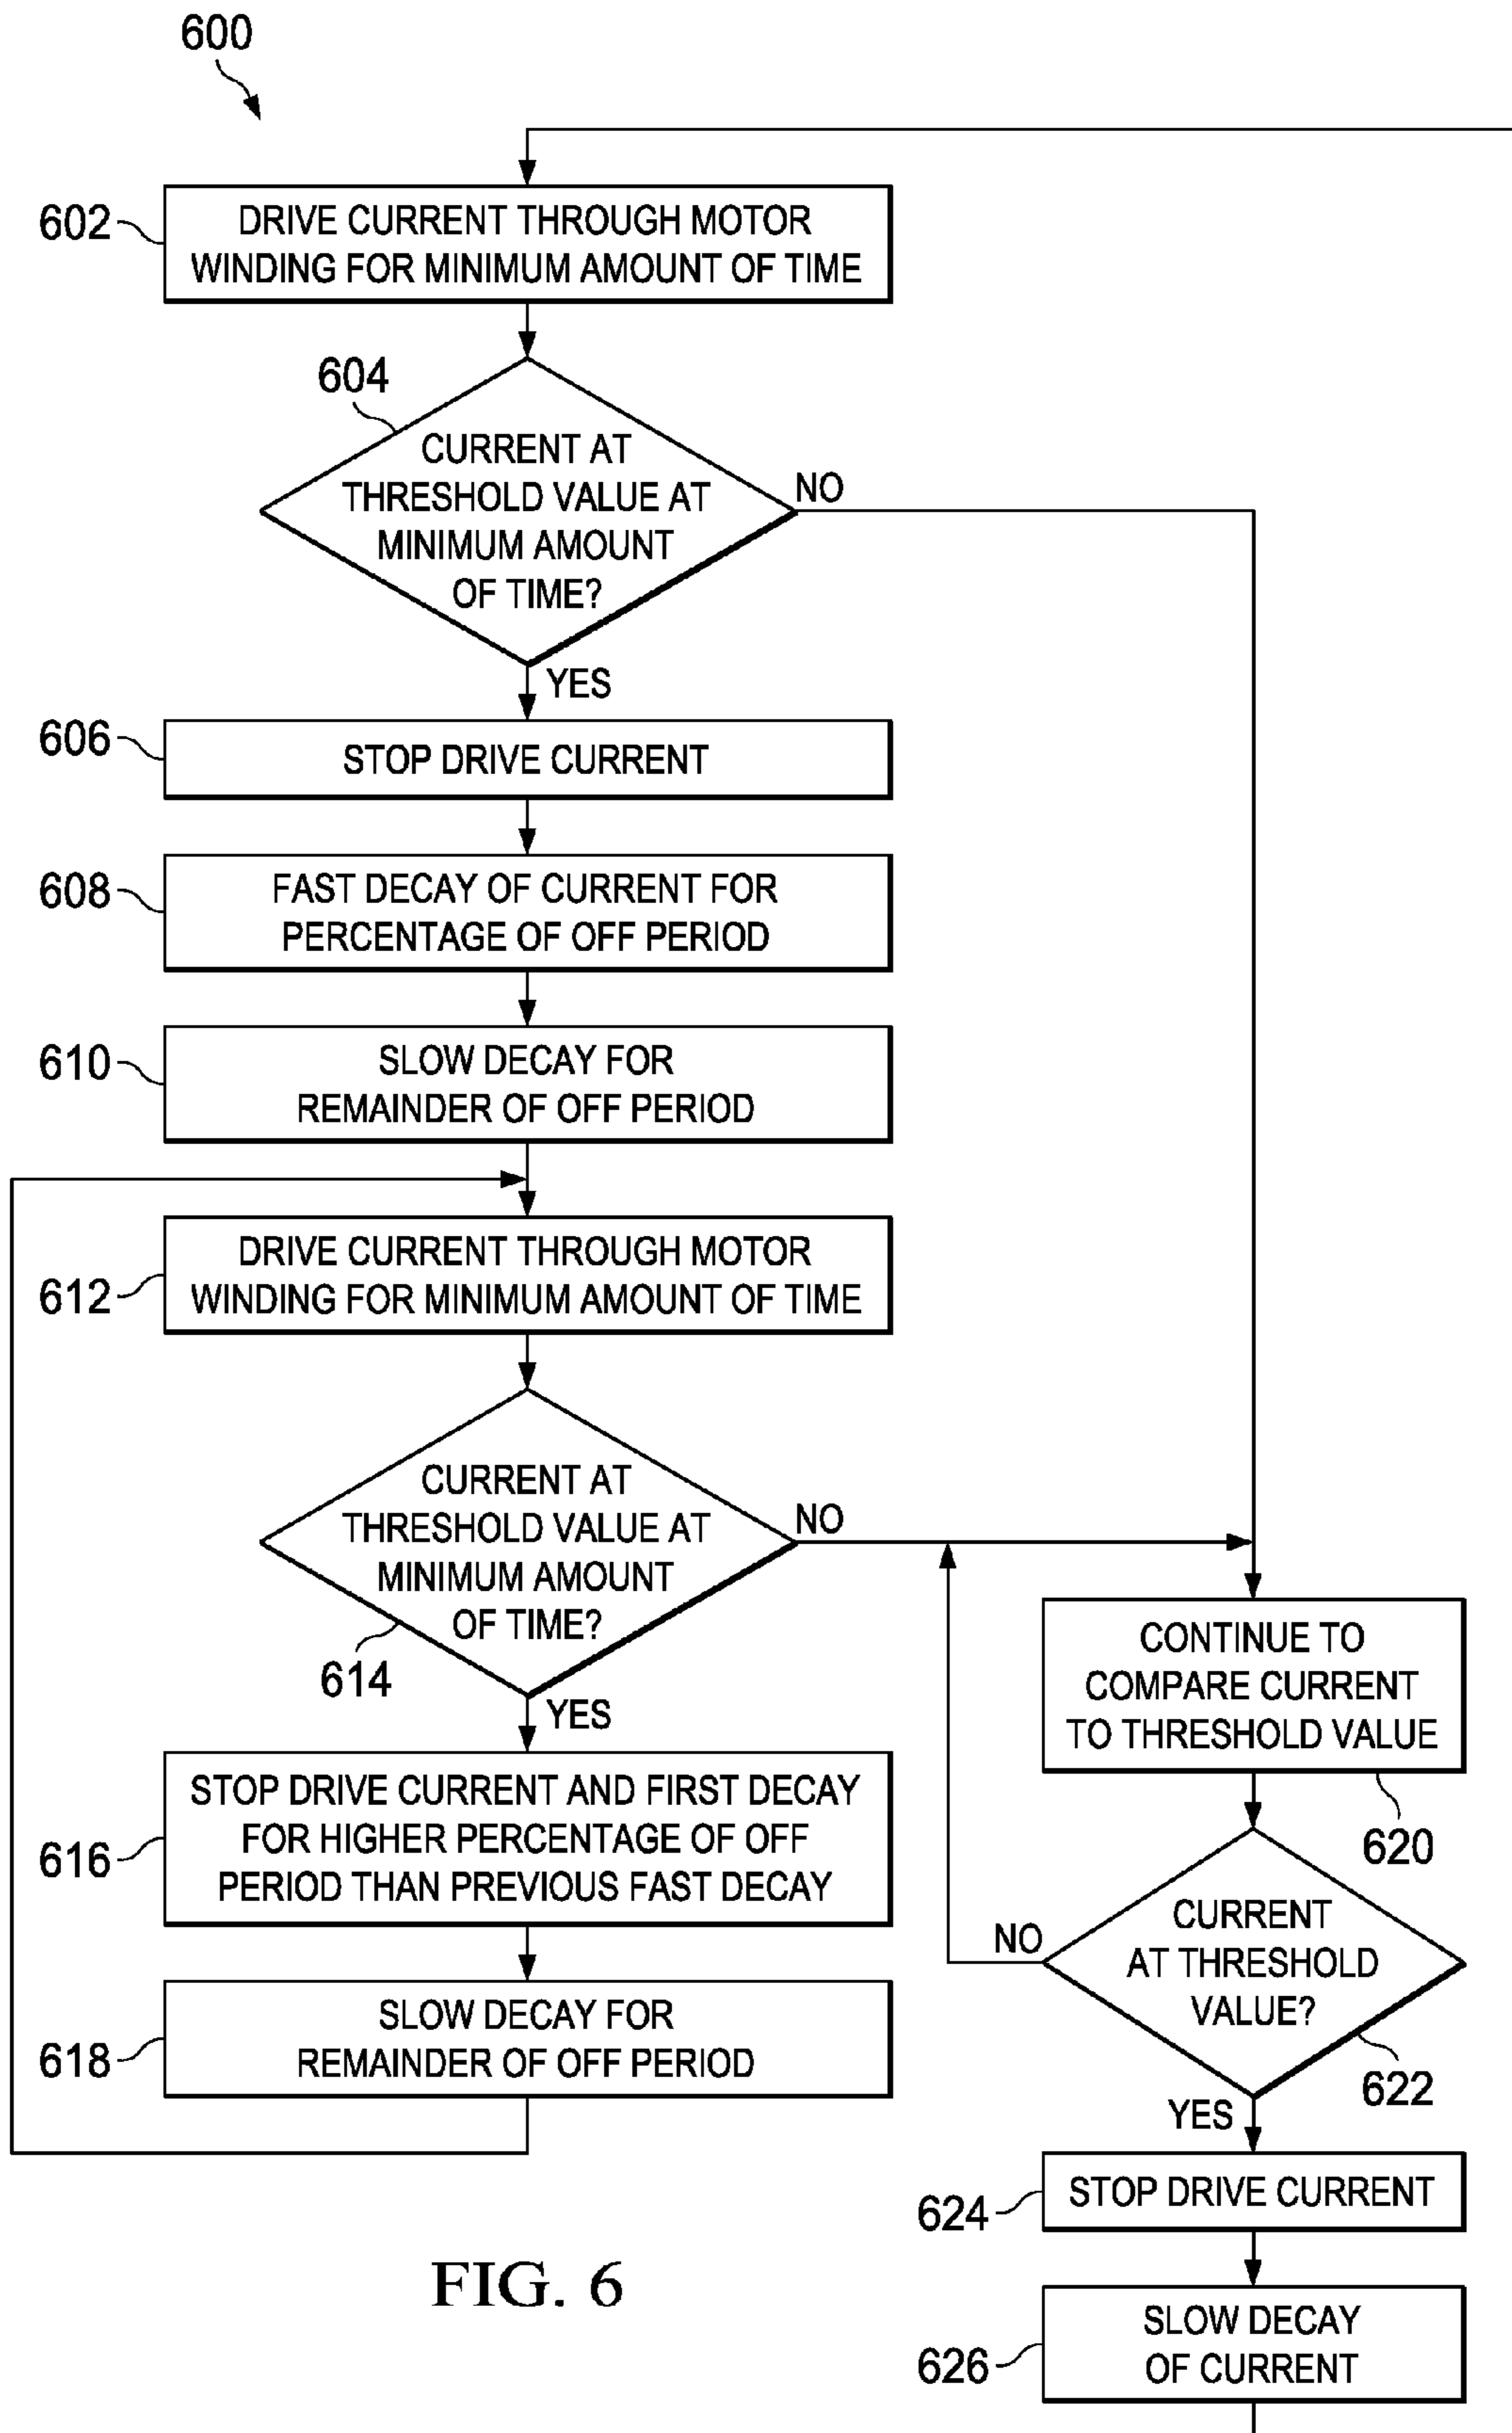 600
602
DRIVE CURRENT THROUGH MOTOR
WINDING FOR MINIMUM AMOUNT OF TIME
604
CURRENT AT
THRESHOLD VALUE AT
MINIMUM AMOUNT
OF TIME?
NO
YES
606
STOP DRIVE CURRENT
608
FAST DECAY OF CURRENT FOR
PERCENTAGE OF OFF PERIOD
610
SLOW DECAY FOR
REMAINDER OF OFF PERIOD
612
DRIVE CURRENT THROUGH MOTOR
WINDING FOR MINIMUM AMOUNT OF TIME
CURRENT AT
THRESHOLD VALUE AT
MINIMUM AMOUNT
OF TIME?
614
NO
YES
616
STOP DRIVE CURRENT AND FIRST DECAY
FOR HIGHER PERCENTAGE OF OFF
PERIOD THAN PREVIOUS FAST DECAY
618
SLOW DECAY FOR
REMAINDER OF OFF PERIOD
CONTINUE TO
COMPARE CURRENT
TO THRESHOLD VALUE
620
CURRENT
AT THRESHOLD
VALUE?
NO
622
YES
624
STOP DRIVE CURRENT
626
SLOW DECAY
OF CURRENT
FIG. 6